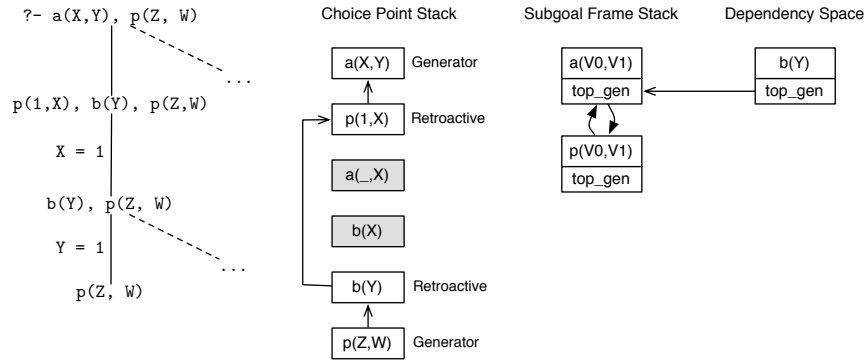 ?- a(X,Y), p(Z, W)
...
p(1,X), b(Y), p(Z,W)
X = 1
b(Y), p(Z, W)
Y = 1
...
p(Z, W)
Choice Point Stack
a(X,Y) Generator
p(1,X) Retroactive
a(_,X)
b(X)
b(Y) Retroactive
p(Z,W) Generator
Subgoal Frame Stack
a(V0,V1)
top_gen
p(V0,V1)
top_gen
Dependency Space
b(Y)
top_gen